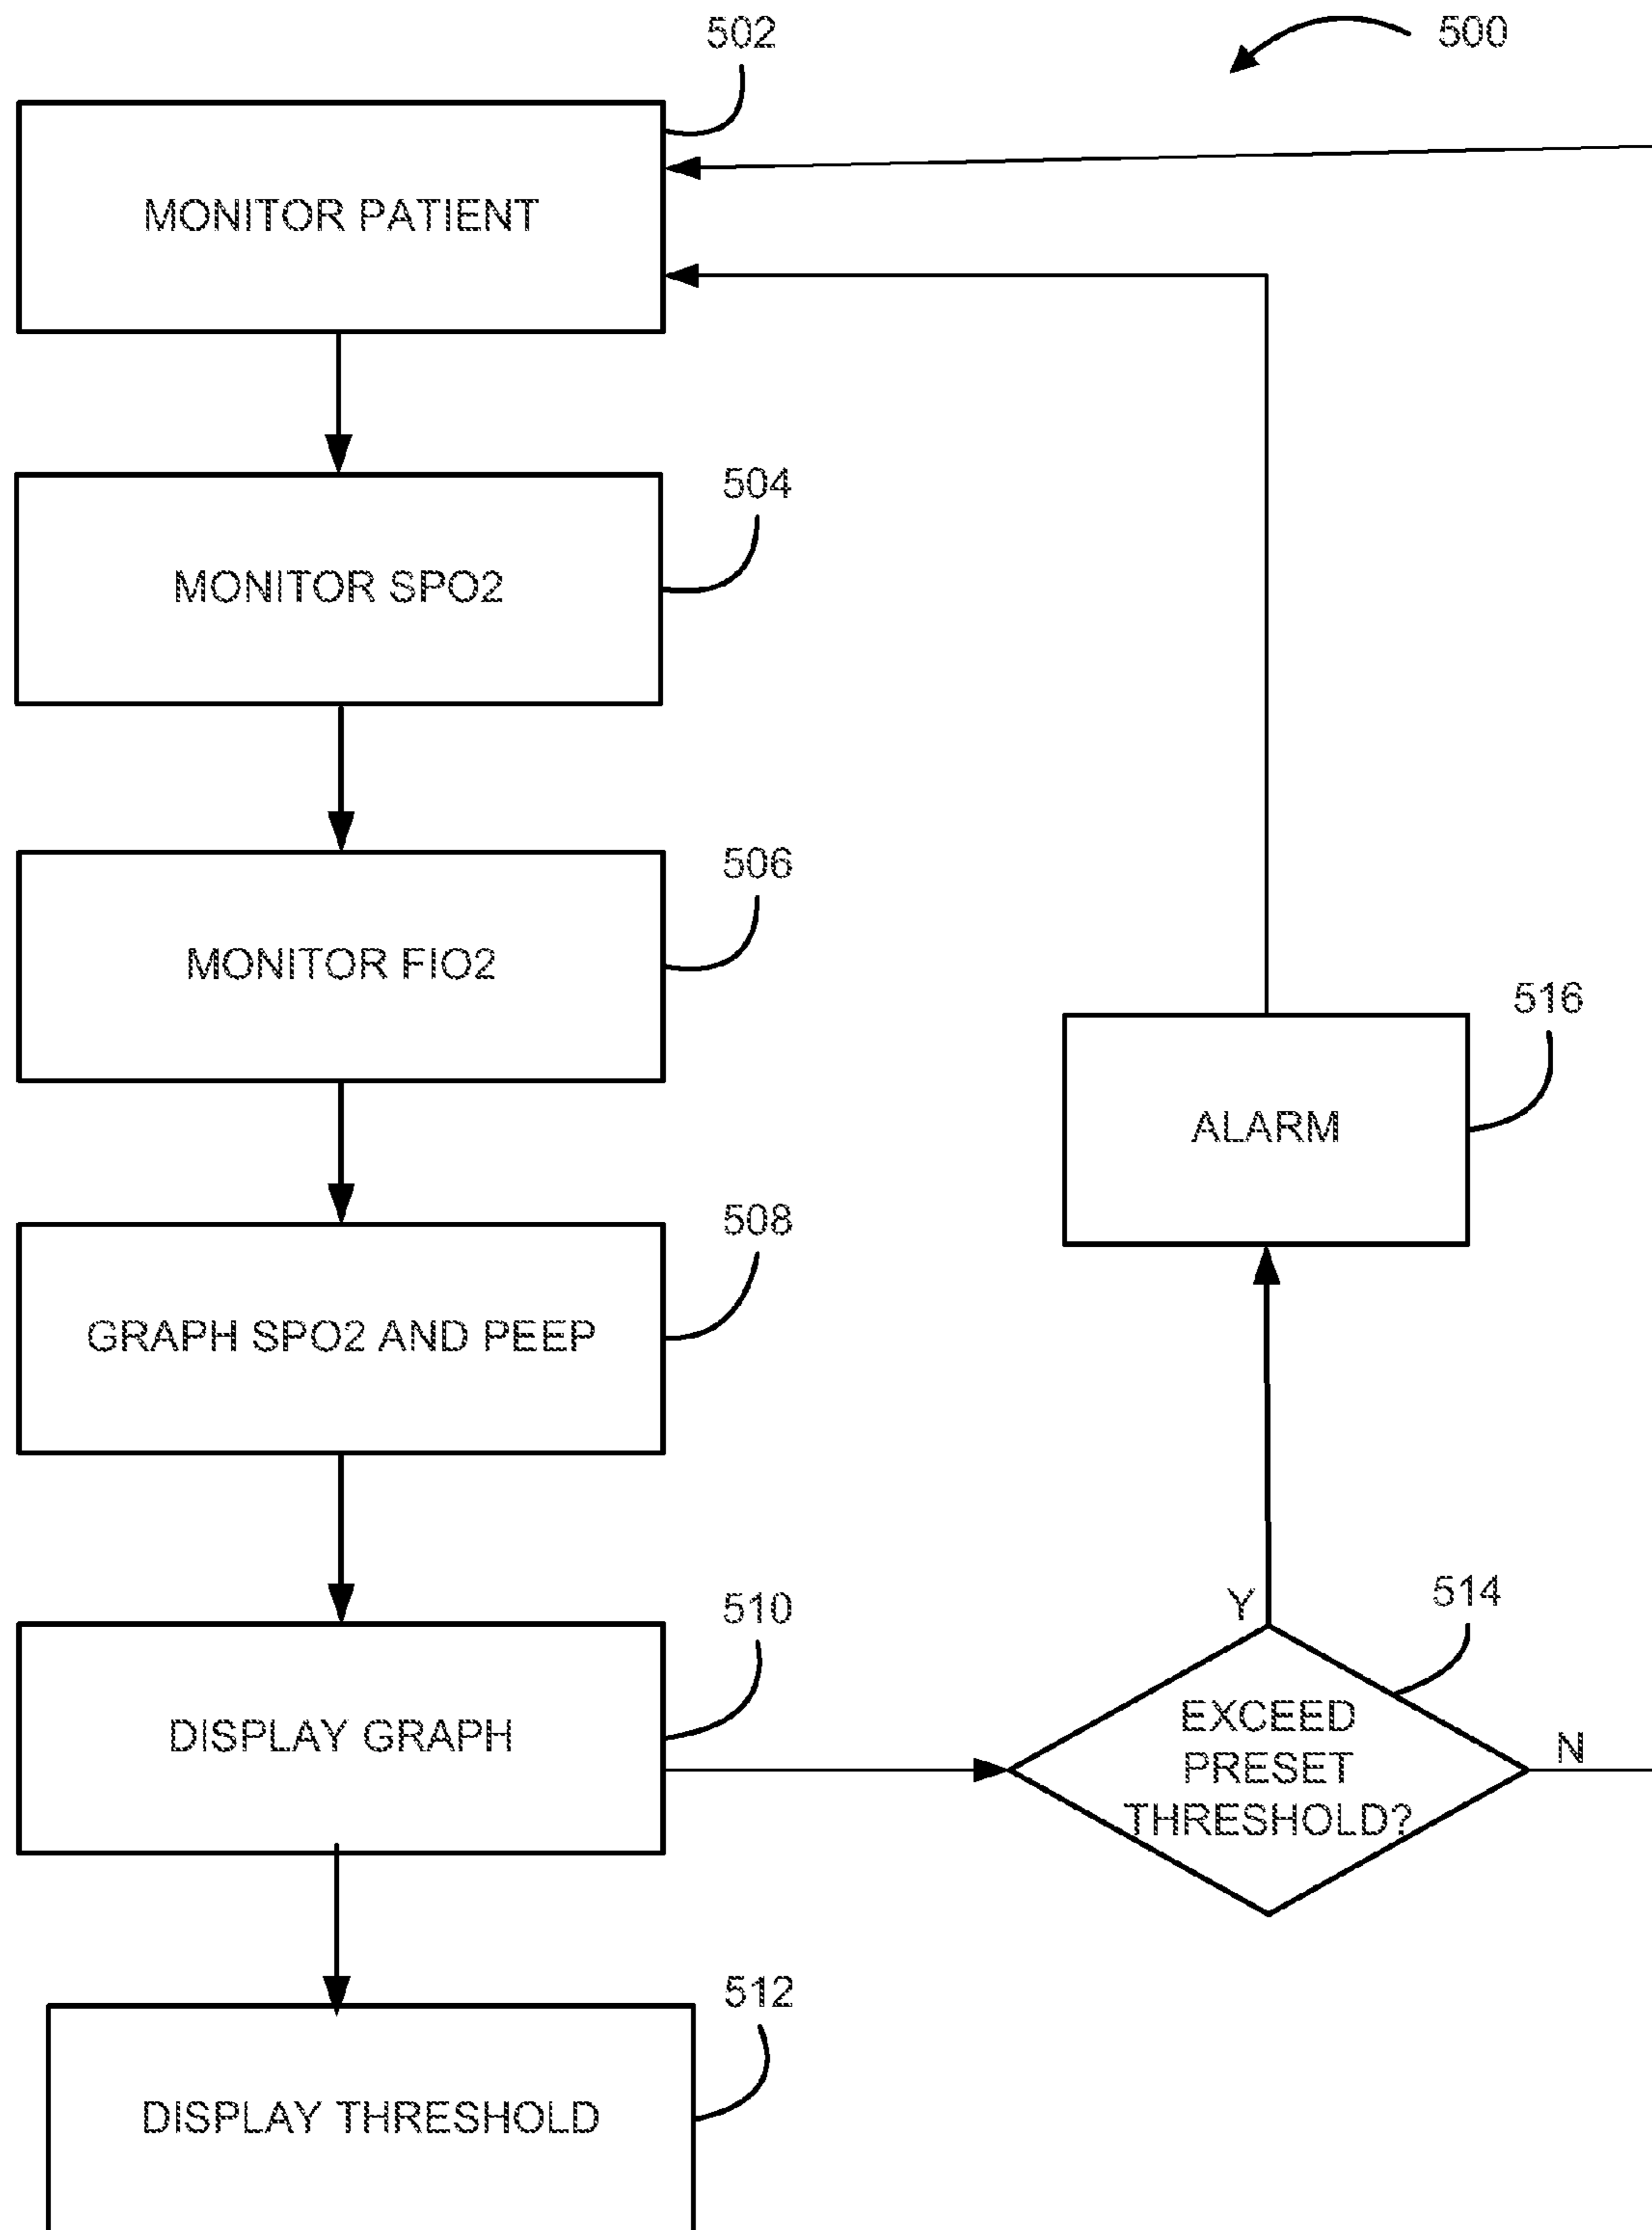 502
500
MONITOR PATIENT
504
MONITOR SPO2
506
MONITOR FIO2
516
ALARM
508
GRAPH SPO2 AND PEEP
510
DISPLAY GRAPH
Y
514
EXCEED
PRESET
THRESHOLD?
N
512
DISPLAY THRESHOLD